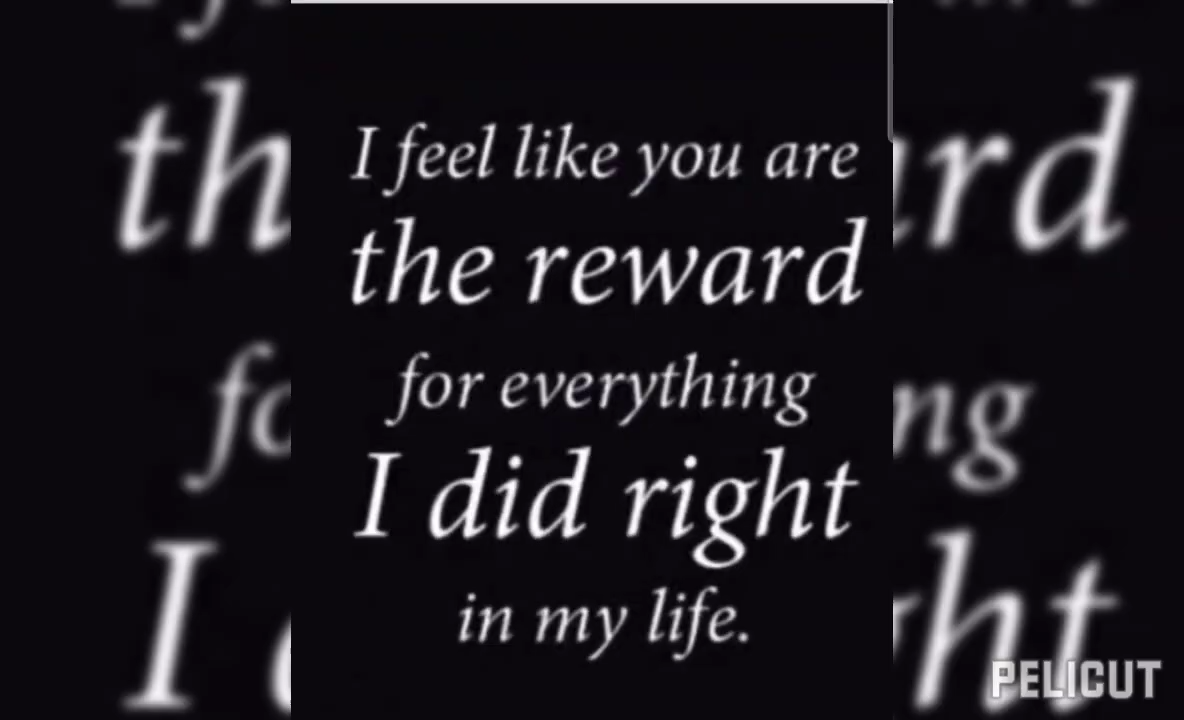 I feel like you are
the reward
for everything
I did right
in my life.
PELICUT